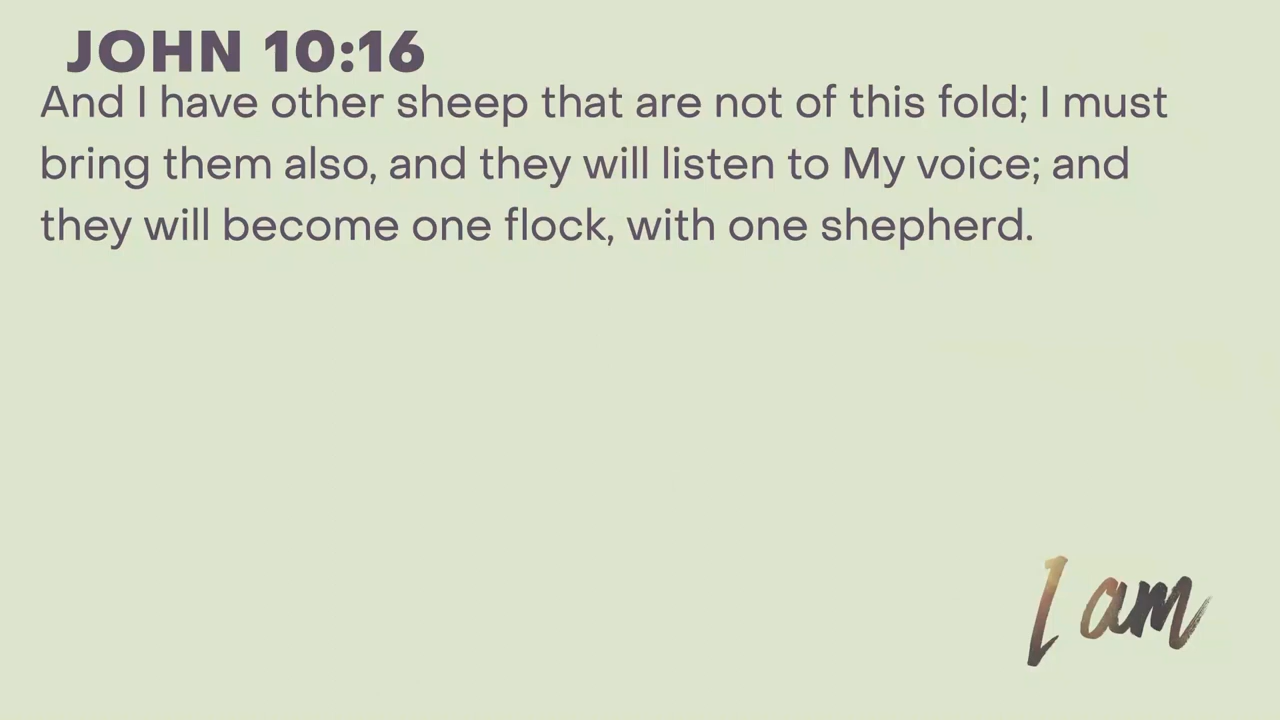 JOHN 10:16
And I have other sheep that are not of this fold; I must
bring them also, and they will listen to My voice; and
they will become one flock, with one shepherd.
I am